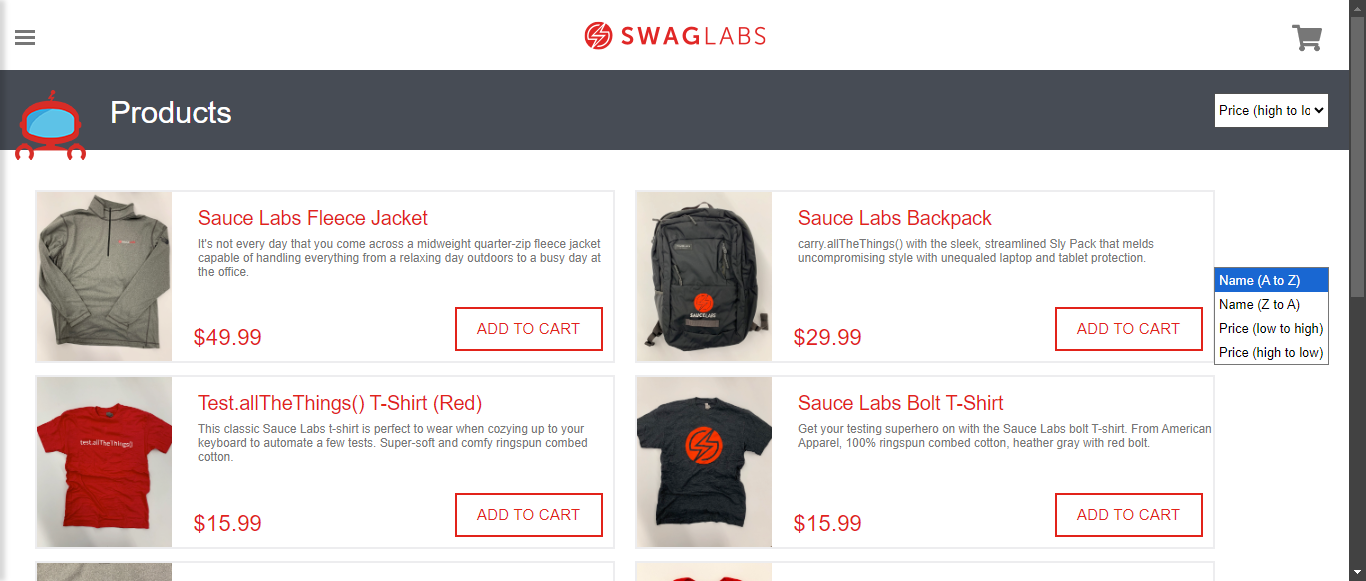 SWAGLABS
Products
Price (high to lo
Sauce Labs Fleece Jacket
It's not every day that you come across a midweight quarter-zip fleece jacket
capable of handling everything from a relaxing day outdoors to a busy day at
the office.
$49.99
ADD TO CART
Sauce Labs Backpack
carry.allTheThings() with the sleek, streamlined Sly Pack that melds
uncompromising style with unequaled laptop and tablet protection.
SAUCELABS
$29.99
ADD TO CART
Name (A to Z)
Name (Z to A)
Price (low to high)
Price (high to low)
test.allTheThings()
Test.allTheThings() T-Shirt (Red)
This classic Sauce Labs t-shirt is perfect to wear when cozying up to your
keyboard to automate a few tests. Super-soft and comfy ringspun combed
cotton.
$15.99
ADD TO CART
Sauce Labs Bolt T-Shirt
Get your testing superhero on with the Sauce Labs bolt T-shirt. From American
Apparel, 100% ringspun combed cotton, heather gray with red bolt.
$15.99
ADD TO CART